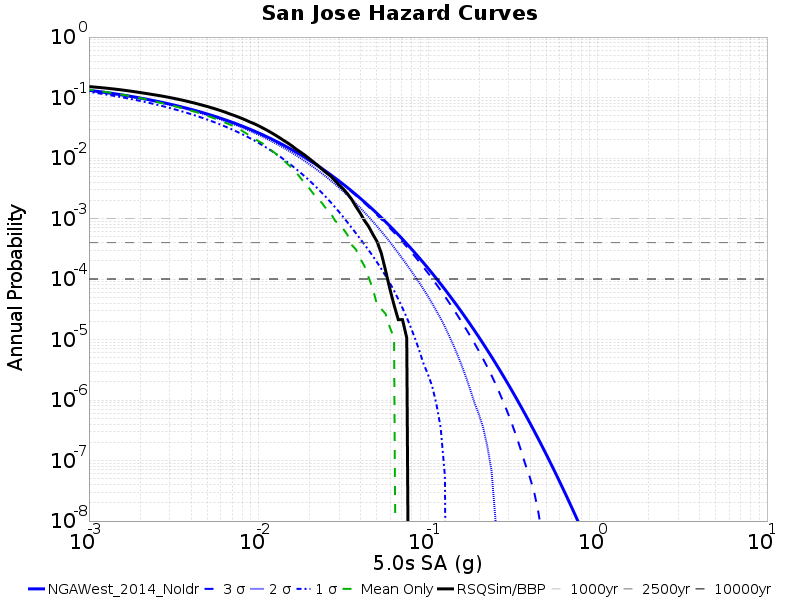 San Jose Hazard Curves
Annual Probability
10^0
10^-1
10^-2
10^-3
10^-4
10^-5
10^-6
10^-7
10^-8
10^-3 10^-2 10^-1 10^0 10^1
5.0s SA (g)
NGAWest_2014_NoIdr 3 σ 2 σ 1 σ Mean Only RSQSim/BBP 1000yr 2500yr 10000yr